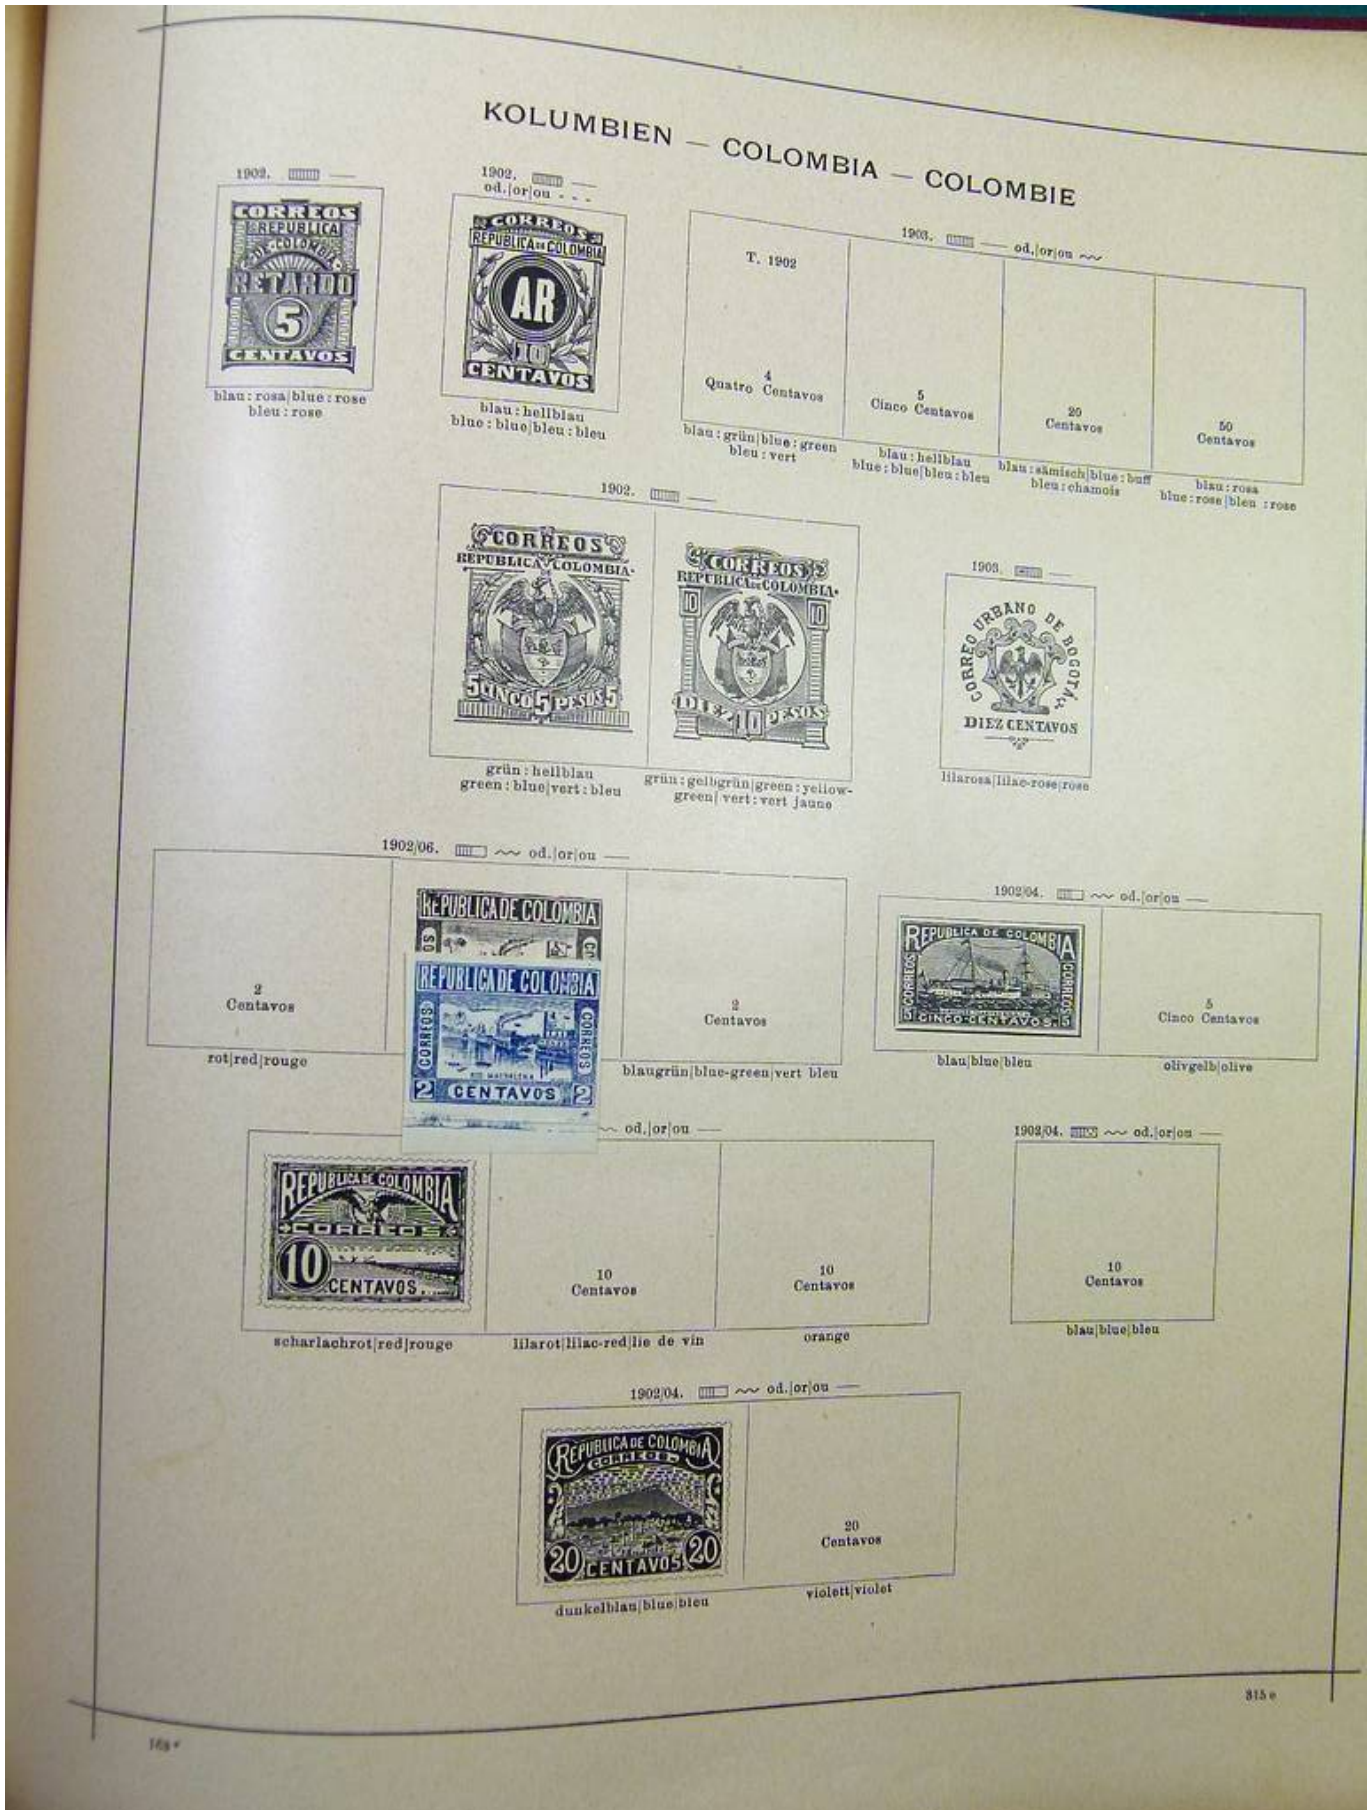 KOLUMBIEN — COLOMBIA — COLOMBIE
1902. —
CORREOS
REPUBLICA
DE COLOMBIA
RETARDO
5
CENTAVOS
blau : rosa|blue : rose
bleu : rose
1902. —
od.|or|ou - - -
CORREOS
REPUBLICA DE COLOMBIA
AR
10
CENTAVOS
blau : hellblau
blue : blue|bleu : bleu
1903. — od.|or|ou
T. 1902
4
Quatro Centavos
blau : grün|blue : green
bleu : vert
5
Cinco Centavos
blau : hellblau
blue : blue|bleu : bleu
20
Centavos
blau : sämisch|blue : buff
bleu : chamois
50
Centavos
blau : rosa
blue : rose|bleu : rose
1902. —
CORREOS
REPUBLICA COLOMBIA
5 CINCO 5 PESOS 5
grün : hellblau
green : blue|vert : bleu
CORREOS
REPUBLICA DE COLOMBIA
10 10
DIEZ 10 PESOS
grün : gelbgrün|green : yellow-
green| vert : vert jaune
1903. —
CORREO URBANO DE BOGOTÁ
DIEZ CENTAVOS
lilarosa|lilac-rose|rose
1902/06. od.|or|ou —
2
Centavos
rot|red|rouge
REPUBLICA DE COLOMBIA
REPUBLICA DE COLOMBIA
CORREOS
CORREOS
RIO MAGDALENA
2 CENTAVOS 2
2
Centavos
blaugrün|blue-green|vert bleu
1902/04. od.|or|ou —
REPUBLICA DE COLOMBIA
CORREOS
CORREOS
5 CINCO CENTAVOS 5
blau|blue|bleu
5
Cinco Centavos
olivgelb|olive
od.|or|ou —
REPUBLICA DE COLOMBIA
CORREOS
10 CENTAVOS.
scharlachrot|red|rouge
10
Centavos
lilarot|lilac-red|lie de vin
10
Centavos
orange
1902/04. od.|or|ou —
10
Centavos
blau|blue|bleu
1902/04. od.|or|ou —
REPUBLICA DE COLOMBIA
CORREOS
20 CENTAVOS 20
dunkelblau|blue|bleu
20
Centavos
violett|violet
315 e